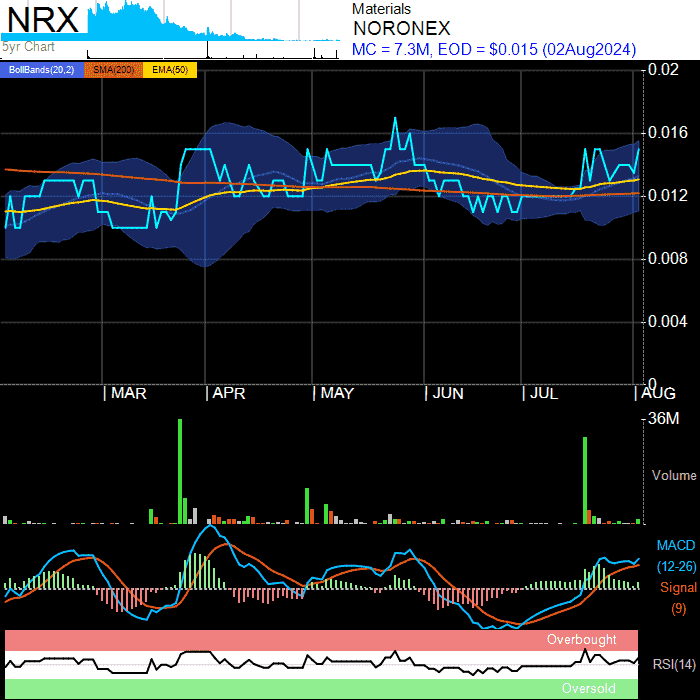 NRX
5yr Chart
Materials
NORONEX
MC = 7.3M, EOD = $0.015 (02Aug2024)
BollBands(20,2) SMA(200) EMA(50)
0.02
0.016
0.012
0.008
0.004
0
MAR APR MAY JUN JUL AUG
36M
Volume
MACD
(12-26)
Signal
(9)
Overbought
RSI(14)
Oversold